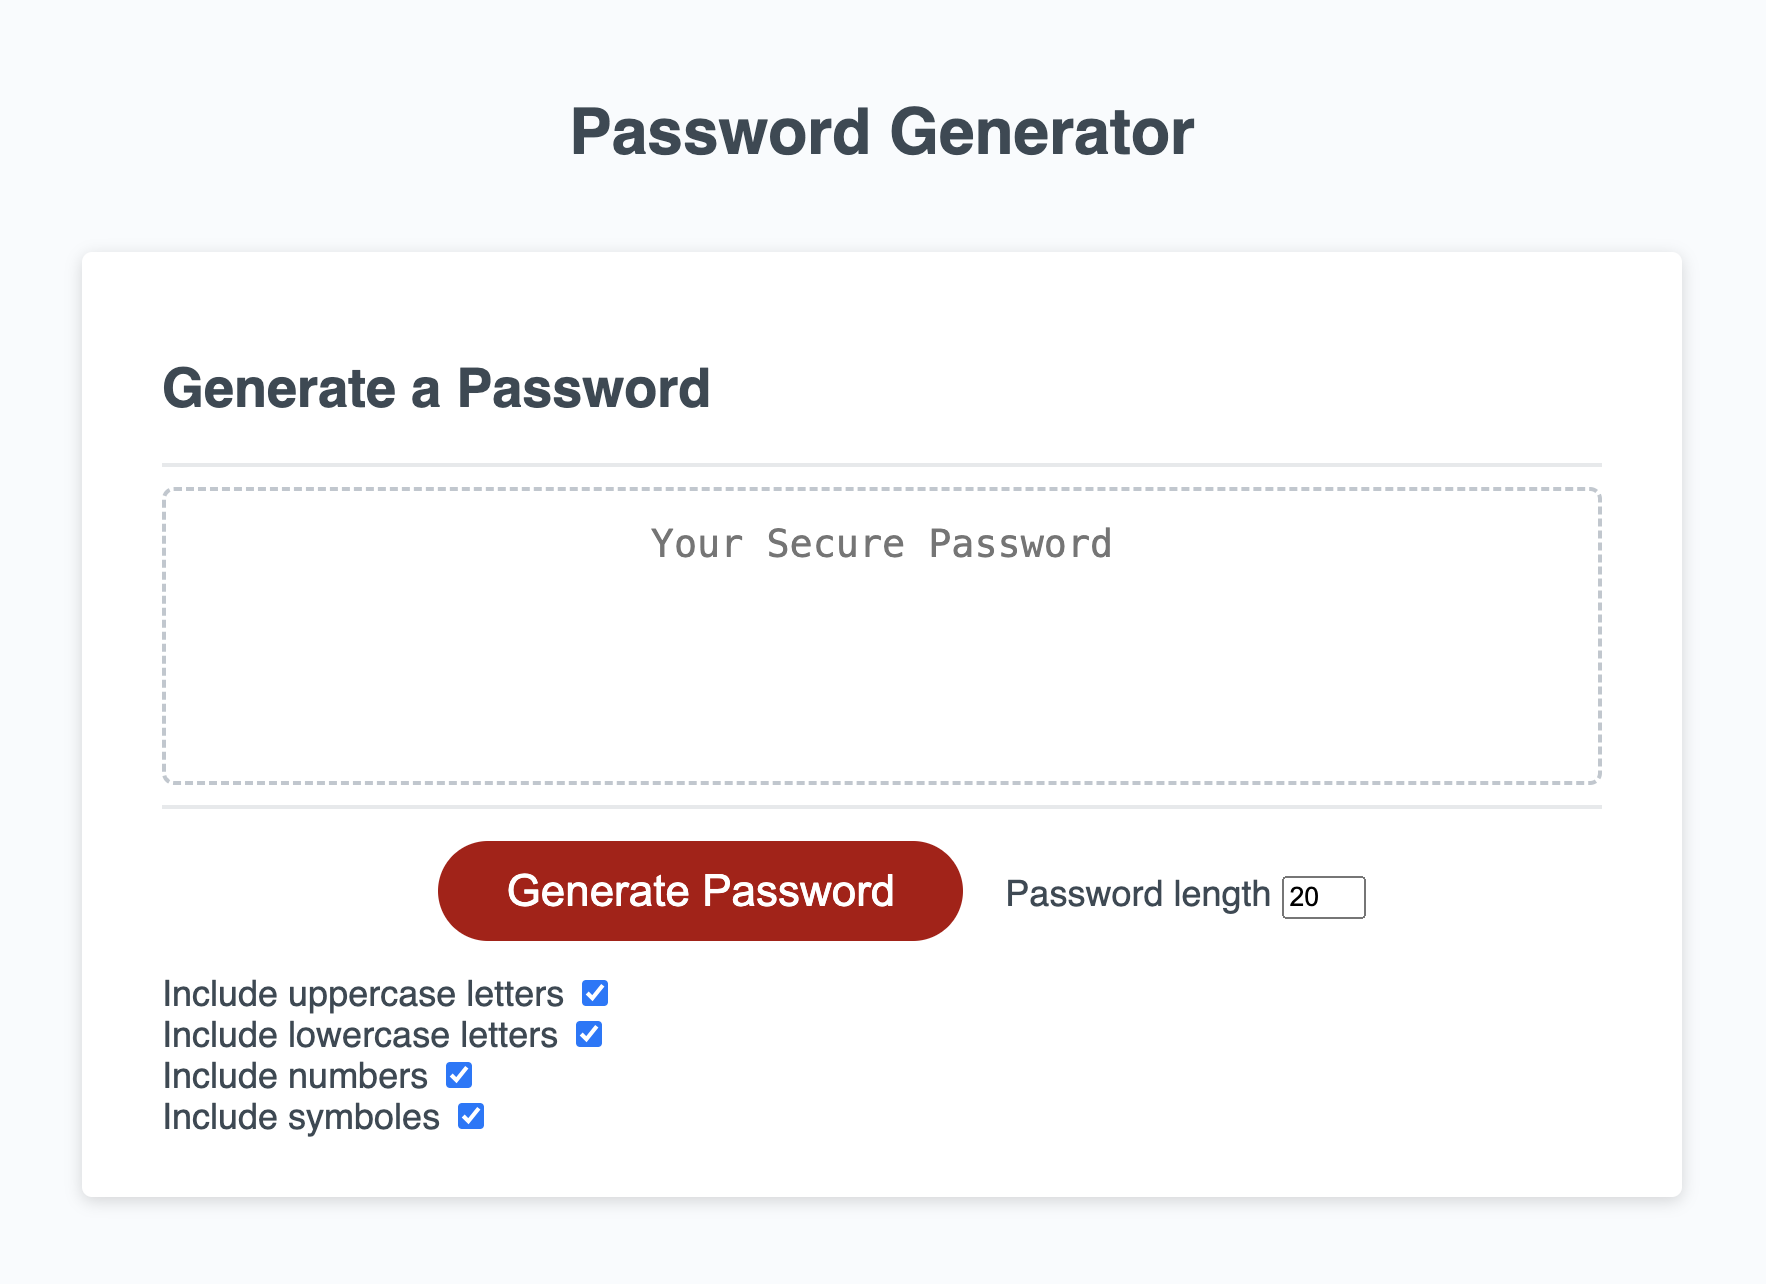 Password Generator
Generate a Password
Your Secure Password
Generate Password Password length 20
Include uppercase letters
Include lowercase letters
Include numbers
Include symboles